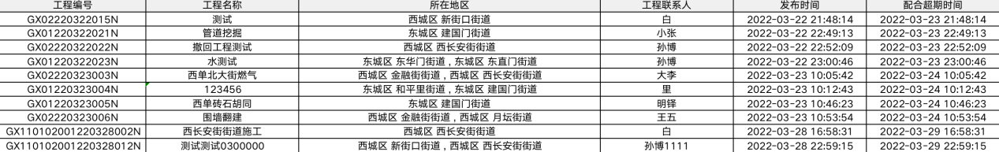 工程编号 工程名称 所在地区 工程联系人 发布时间 配合超期时间
GX02220322015N 测试 西城区 新街口街道 白 2022-03-22 21:48:14 2022-03-23 21:48:14
GX01220322021N 管道挖掘 东城区 建国门街道 小张 2022-03-22 22:49:13 2022-03-23 22:49:13
GX02220322022N 撤回工程测试 西城区 西长安街街道 孙博 2022-03-22 22:52:09 2022-03-23 22:52:09
GX01220322023N 水测试 东城区 东华门街道，东城区 东直门街道 孙博 2022-03-22 23:00:46 2022-03-23 23:00:46
GX02220323003N 西单北大街燃气 西城区 金融街街道，西城区 西长安街街道 大李 2022-03-23 10:05:42 2022-03-24 10:05:42
GX01220323004N 123456 东城区 和平里街道，东城区 建国门街道 里 2022-03-23 10:12:43 2022-03-24 10:12:43
GX01220323005N 西单砖石胡同 东城区 建国门街道 明铎 2022-03-23 10:46:23 2022-03-24 10:46:23
GX02220323006N 围墙翻建 西城区 金融街街道，西城区 月坛街道 王五 2022-03-23 10:53:54 2022-03-24 10:53:54
GX110102001220328002N 西长安街街道施工 西城区 西长安街街道 白 2022-03-28 16:58:31 2022-03-29 16:58:31
GX110102001220328012N 测试测试0300000 西城区 新街口街道，西城区 西长安街街道 孙博1111 2022-03-28 22:59:15 2022-03-29 22:59:15